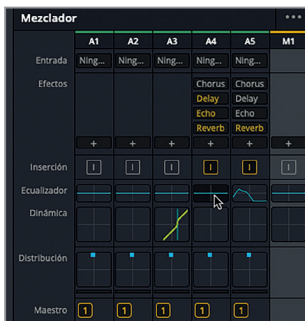 Mezclador
A1 A2 A3 A4 A5 M1
Entrada Ning... Ning... Ning... Ning... Ning...
Efectos Chorus Chorus
Delay Delay
Echo Echo
Reverb Reverb
+ + + + + +
Inserción I I I I I I
Ecualizador
Dinámica
Distribución
Maestro 1 1 1 1 1